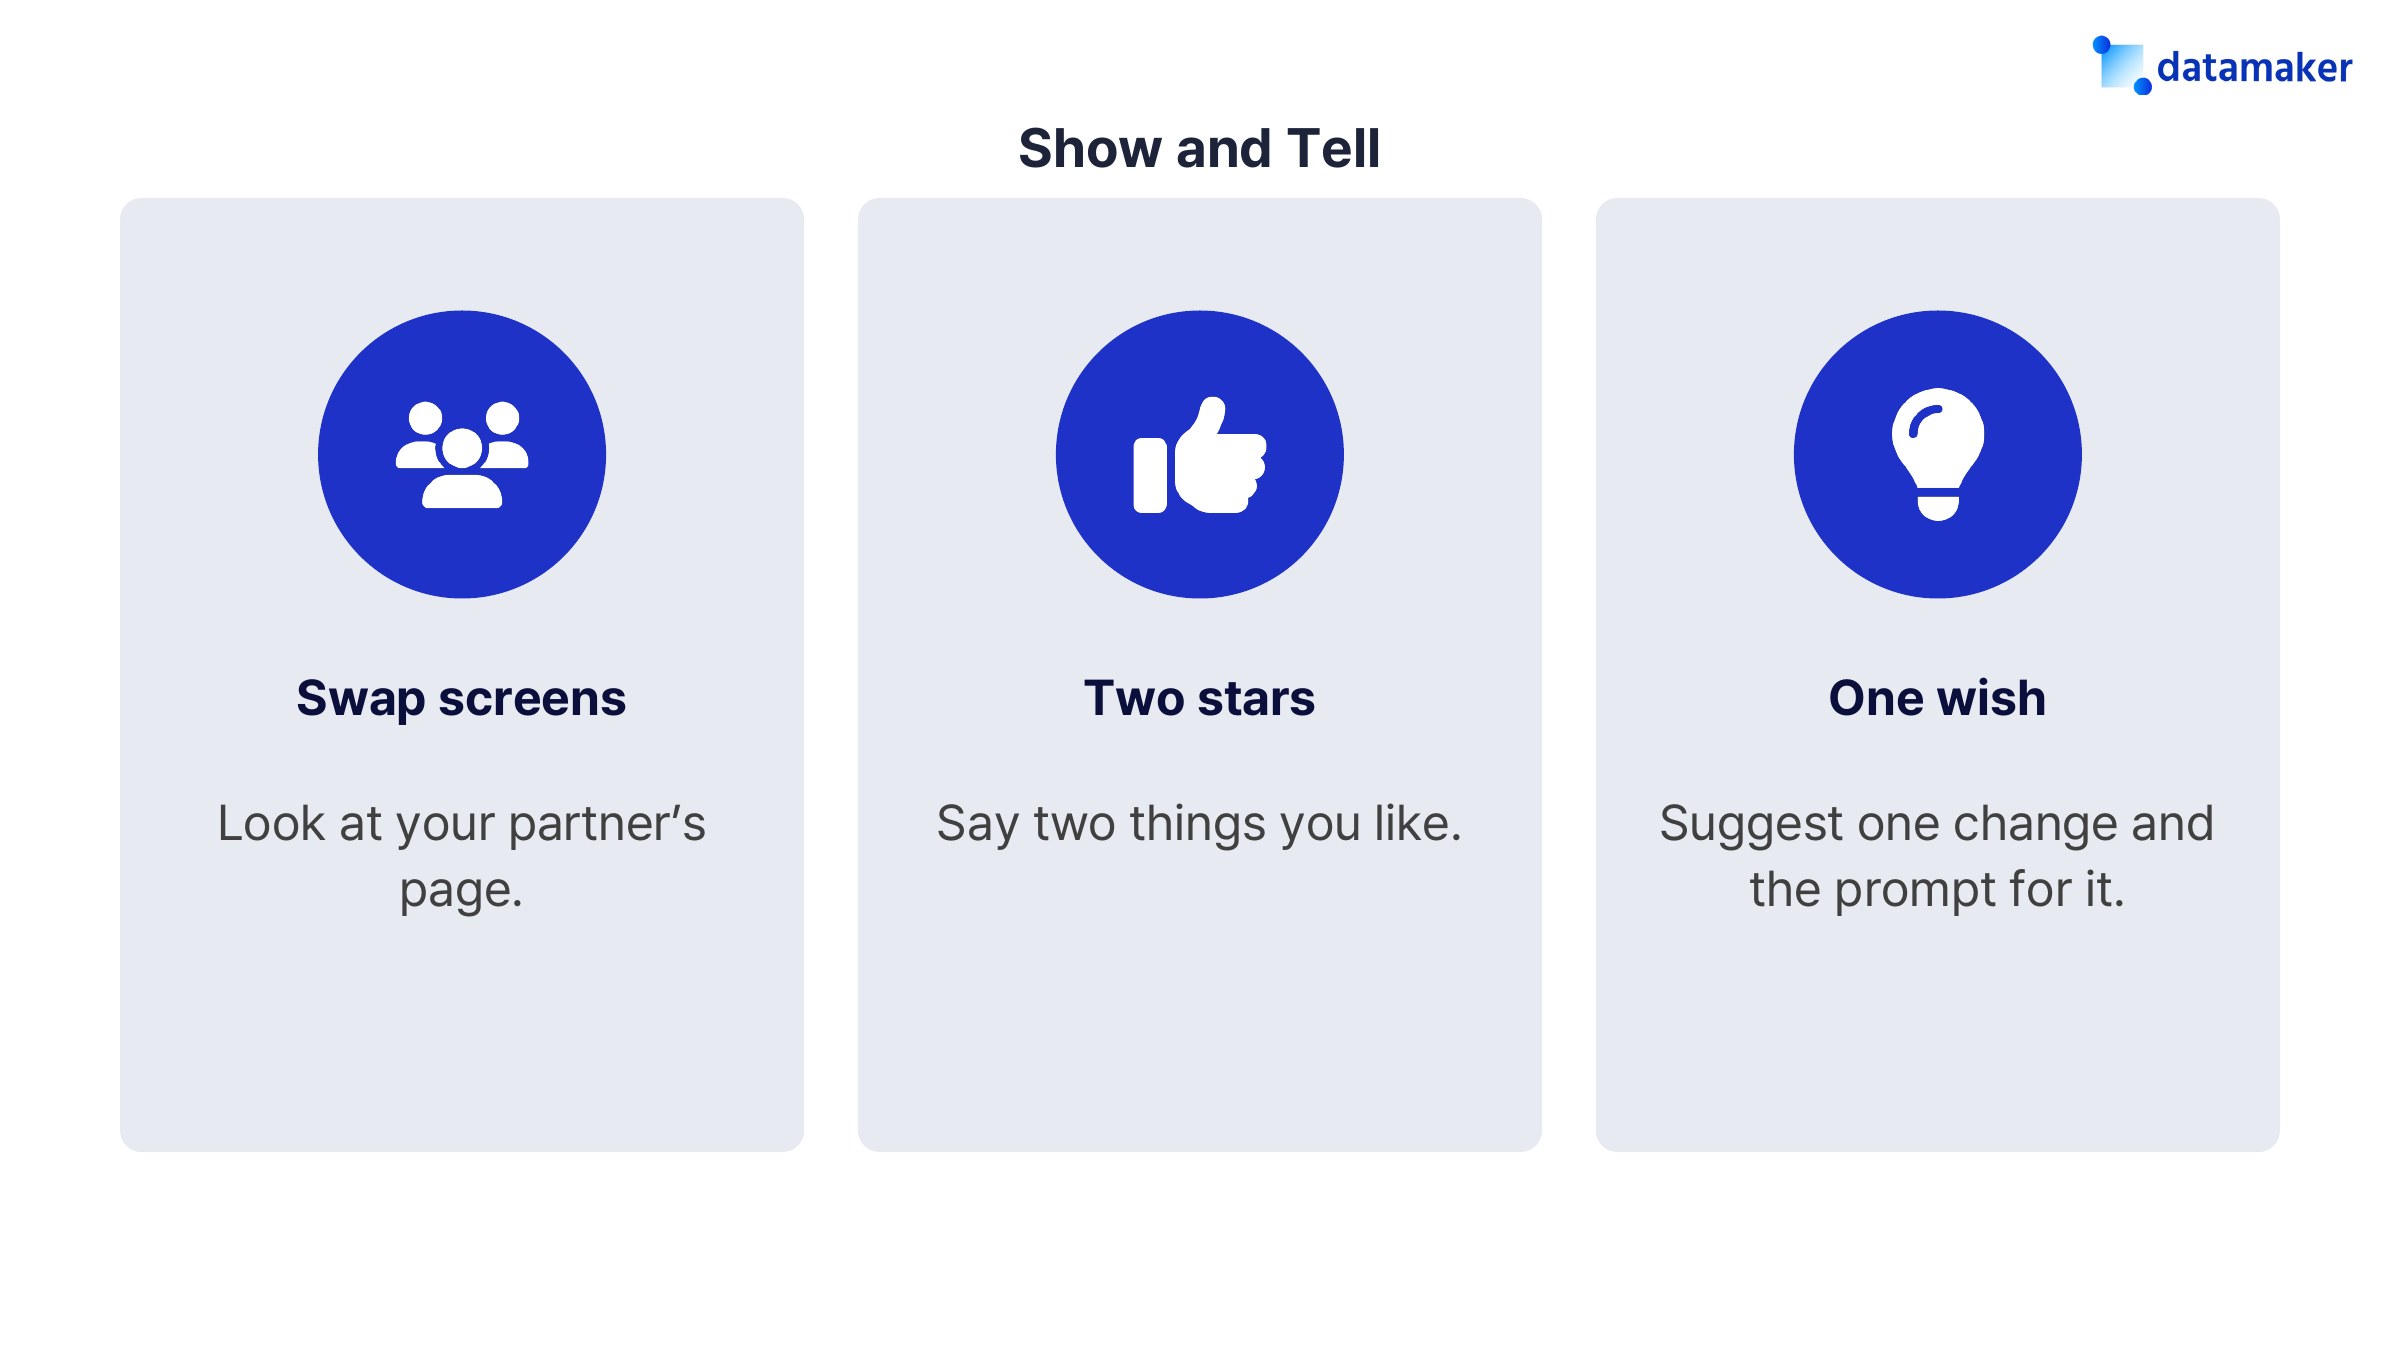 datamaker
Show and Tell
Swap screens
Look at your partner’s
page.
Two stars
Say two things you like.
One wish
Suggest one change and
the prompt for it.